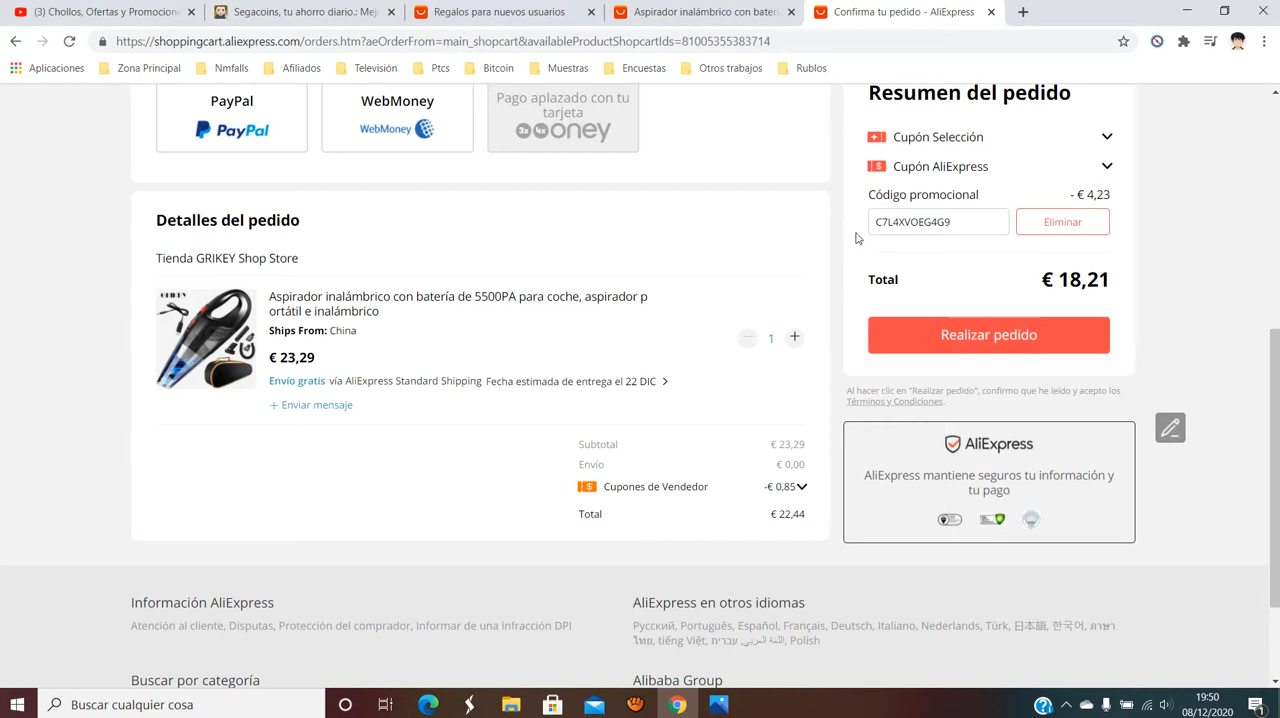 (3) Chollos, Ofertas y Promocione
Segacoins, tu ahorro diario.: Mej
Regalos para nuevos usuarios
Aspirador inalámbrico con baterí
Confirma tu pedido - AliExpress
https://shoppingcart.aliexpress.com/orders.htm?aeOrderFrom=main_shopcart&availableProductShopcartIds=81005355383714
Aplicaciones
Zona Principal
Nmfalls
Afiliados
Televisión
Ptcs
Bitcoin
Muestras
Encuestas
Otros trabajos
Rublos
PayPal
PayPal
WebMoney
WebMoney
Pago aplazado con tu
tarjeta
3x 4x oney
Detalles del pedido
Tienda GRIKEY Shop Store
GRIKEY
Aspirador inalámbrico con batería de 5500PA para coche, aspirador p
ortátil e inalámbrico
Ships From: China
€ 23,29
1
Envío gratis vía AliExpress Standard Shipping Fecha estimada de entrega el 22 DIC
+ Enviar mensaje
Subtotal € 23,29
Envío € 0,00
Cupones de Vendedor -€ 0,85
Total € 22,44
Resumen del pedido
Cupón Selección
Cupón AliExpress
Código promocional - € 4,23
C7L4XVOEG4G9 Eliminar
Total € 18,21
Realizar pedido
Al hacer clic en "Realizar pedido", confirmo que he leído y acepto los
Términos y Condiciones.
AliExpress
AliExpress mantiene seguros tu información y
tu pago
Información AliExpress
Atención al cliente, Disputas, Protección del comprador, Informar de una infracción DPI
AliExpress en otros idiomas
Pусский, Português, Español, Français, Deutsch, Italiano, Nederlands, Türk, 日本語, 한국어, ภาษา
ไทย, tiếng Việt, اللغة العربي, עברית, Polish
Buscar por categoría
Alibaba Group
Buscar cualquier cosa
19:50
08/12/2020